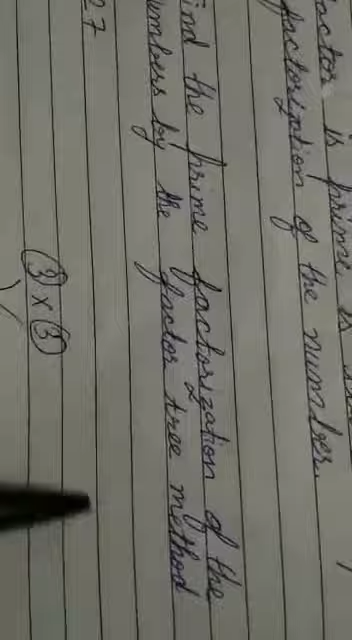 factor is prime is
factorization of the number.
Find the prime factorization of the
numbers by the factor tree method
27
3 x 3